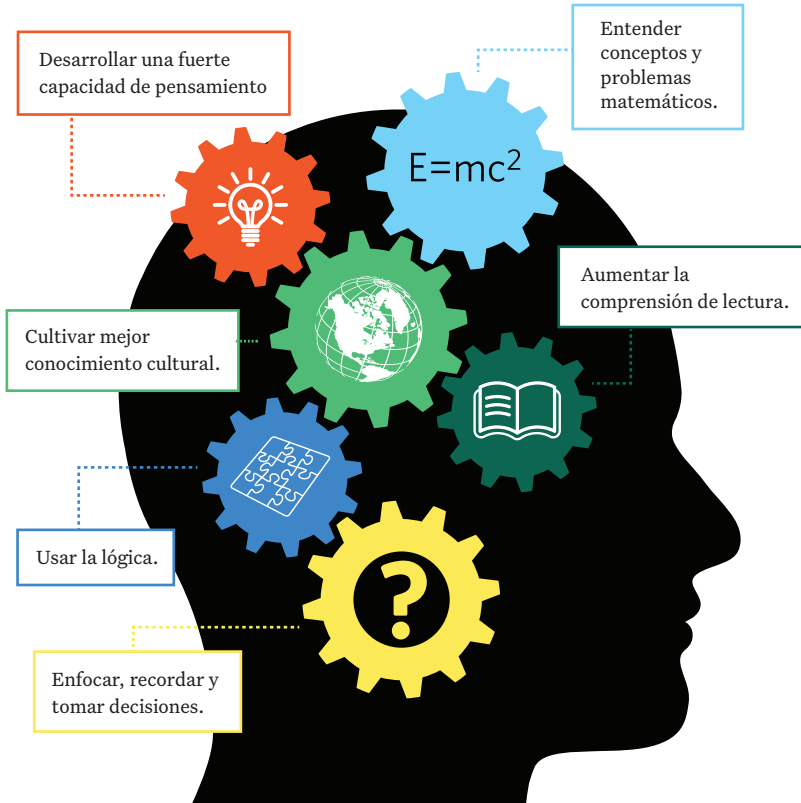 Desarrollar una fuerte
capacidad de pensamiento
Entender
conceptos y
problemas
matemáticos.
E=mc²
Aumentar la
comprensión de lectura.
Cultivar mejor
conocimiento cultural.
Usar la lógica.
?
Enfocar, recordar y
tomar decisiones.